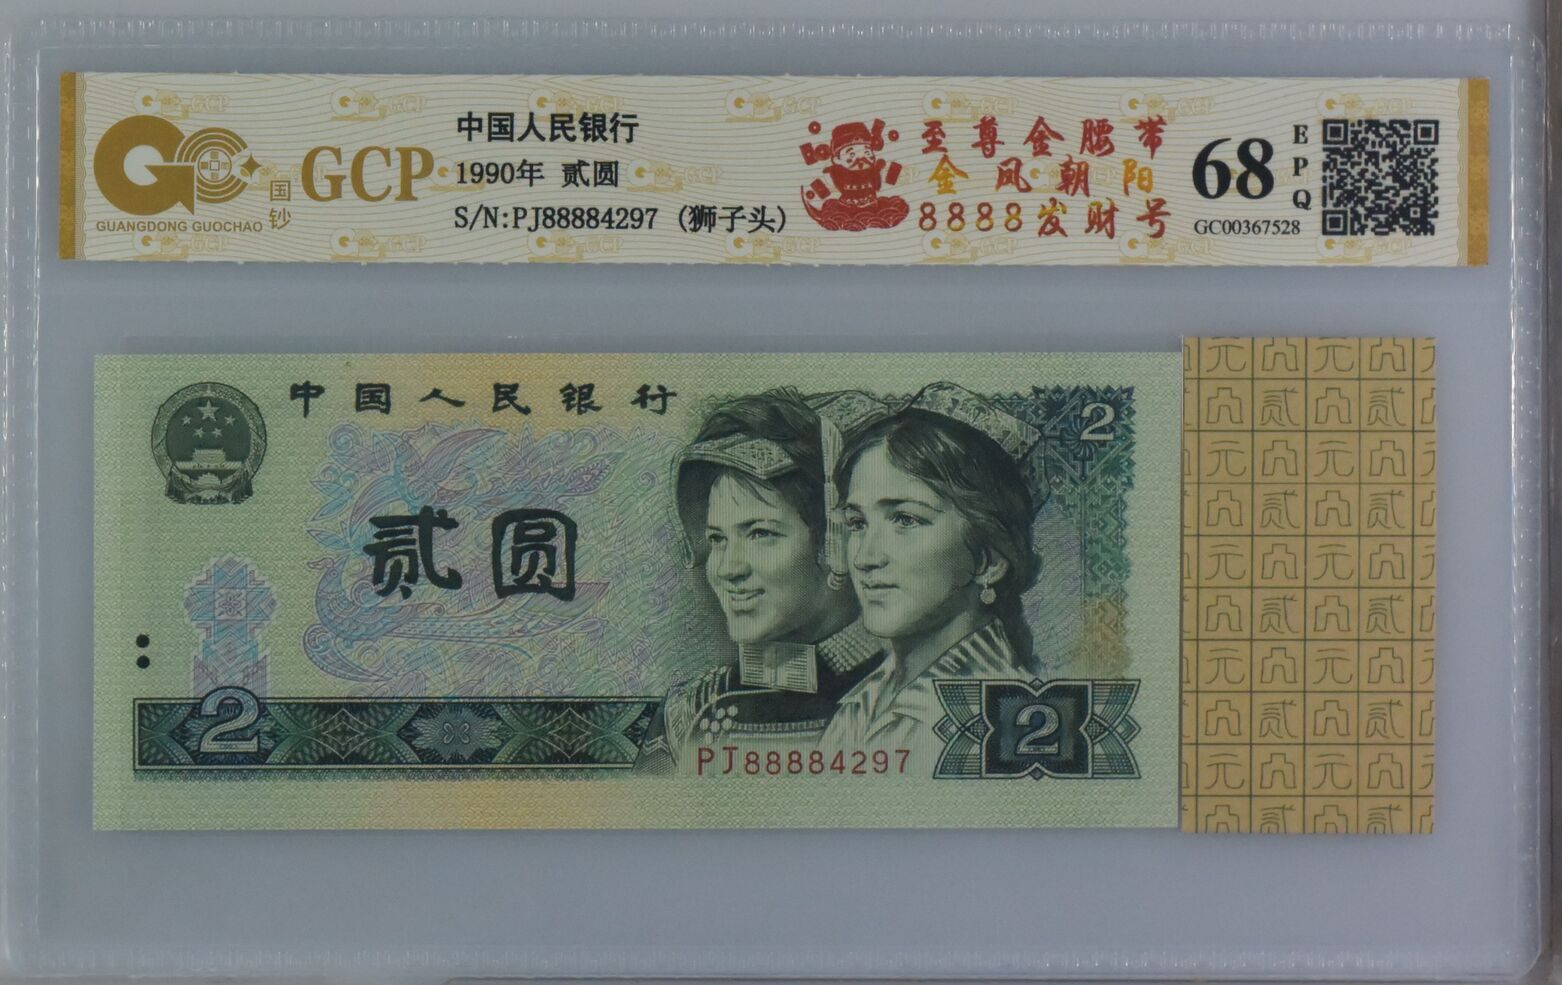 GUANGDONG GUOCHAO
国钞
GCP
中国人民银行
1990年 贰圆
S/N:PJ88884297 (狮子头)
至尊金腰带
金凤朝阳
8888发财号
68
EPQ
GC00367528
中国人民银行
2
贰圆
2
PJ88884297
2